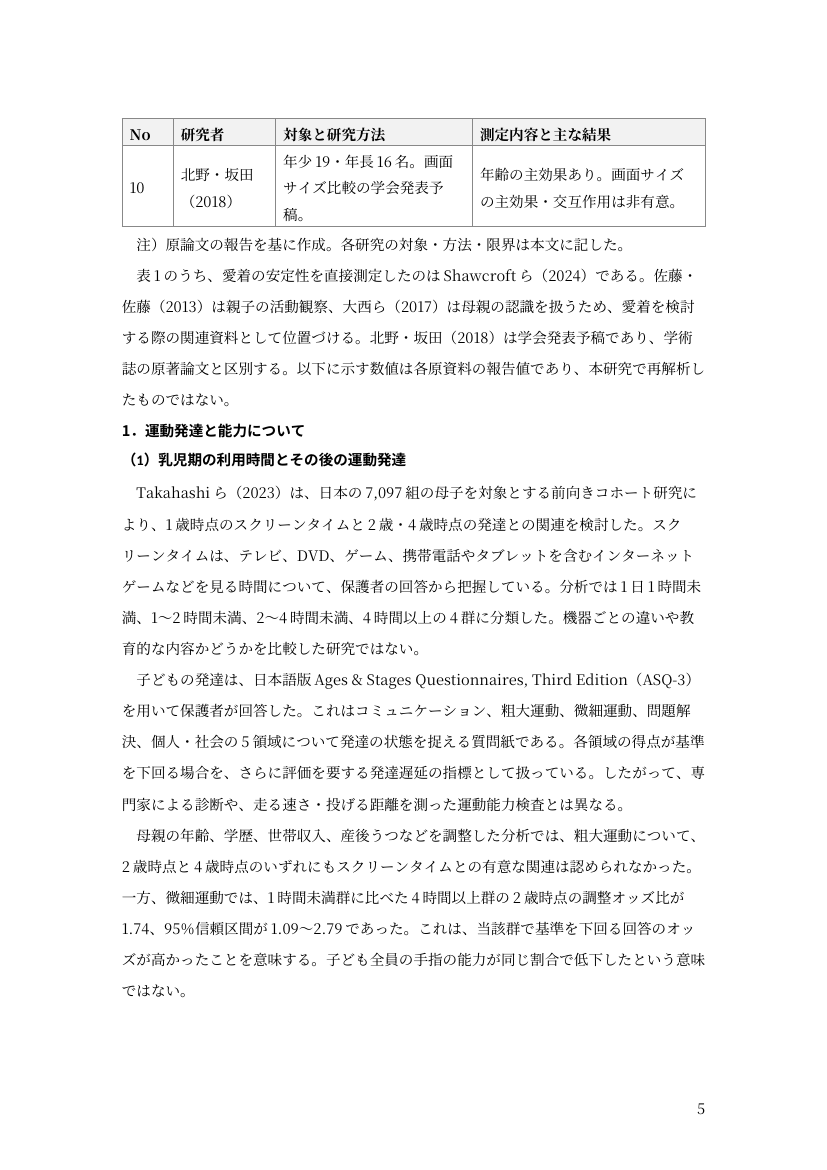 No 研究者 対象と研究方法 測定内容と主な結果
10 北野・坂田（2018） 年少 19・年長 16 名。画面サイズ比較の学会発表予稿。 年齢の主効果あり。画面サイズの主効果・交互作用は非有意。
注）原論文の報告を基に作成。各研究の対象・方法・限界は本文に記した。
表 1 のうち、愛着の安定性を直接測定したのは Shawcroft ら（2024）である。佐藤・
佐藤（2013）は親子の活動観察、大西ら（2017）は母親の認識を扱うため、愛着を検討
する際の関連資料として位置づける。北野・坂田（2018）は学会発表予稿であり、学術
誌の原著論文と区別する。以下に示す数値は各原資料の報告値であり、本研究で再解析し
たものではない。
1．運動発達と能力について
（1）乳児期の利用時間とその後の運動発達
Takahashi ら（2023）は、日本の 7,097 組の母子を対象とする前向きコホート研究に
より、1 歳時点のスクリーンタイムと 2 歳・4 歳時点の発達との関連を検討した。スク
リーンタイムは、テレビ、DVD、ゲーム、携帯電話やタブレットを含むインターネット
ゲームなどを見る時間について、保護者の回答から把握している。分析では 1 日 1 時間未
満、1～2 時間未満、2～4 時間未満、4 時間以上の 4 群に分類した。機器ごとの違いや教
育的な内容かどうかを比較した研究ではない。
子どもの発達は、日本語版 Ages & Stages Questionnaires, Third Edition（ASQ-3）
を用いて保護者が回答した。これはコミュニケーション、粗大運動、微細運動、問題解
決、個人・社会の 5 領域について発達の状態を捉える質問紙である。各領域の得点が基準
を下回る場合を、さらに評価を要する発達遅延の指標として扱っている。したがって、専
門家による診断や、走る速さ・投げる距離を測った運動能力検査とは異なる。
母親の年齢、学歴、世帯収入、産後うつなどを調整した分析では、粗大運動について、
2 歳時点と 4 歳時点のいずれにもスクリーンタイムとの有意な関連は認められなかった。
一方、微細運動では、1 時間未満群に比べた 4 時間以上群の 2 歳時点の調整オッズ比が
1.74、95％信頼区間が 1.09～2.79 であった。これは、当該群で基準を下回る回答のオッ
ズが高かったことを意味する。子ども全員の手指の能力が同じ割合で低下したという意味
ではない。
5